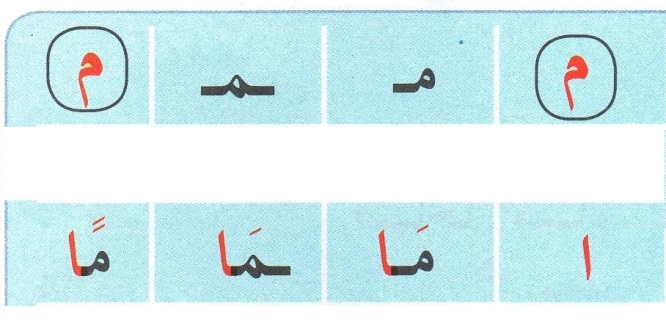 م مـ ـمـ م
ا مَا ـمَا مًا